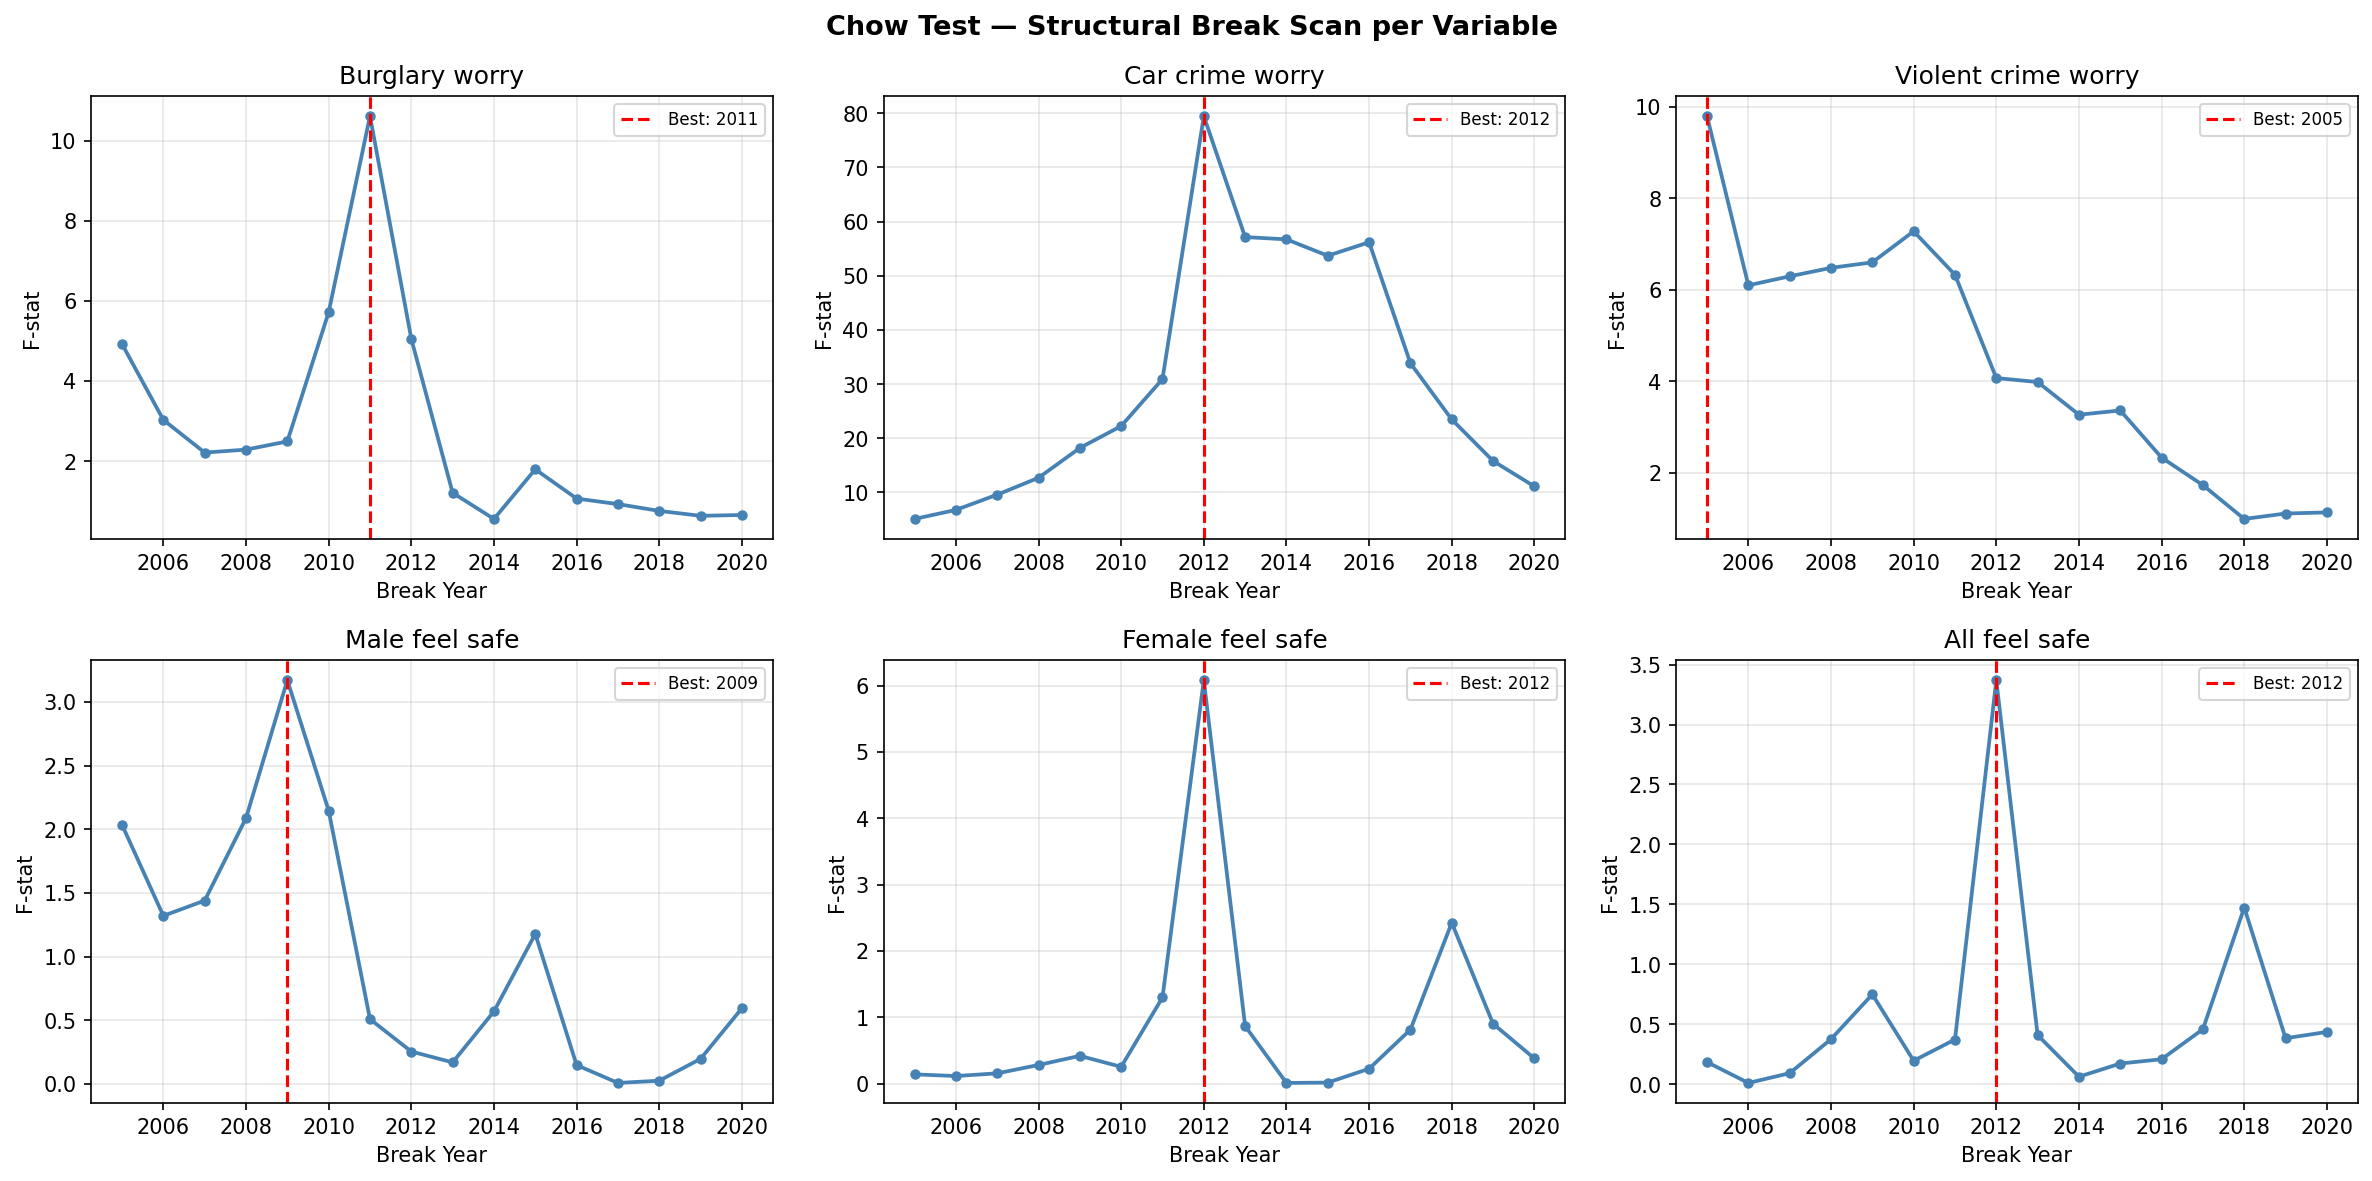 Chow Test — Structural Break Scan per Variable
Burglary worry
Best: 2011
10
8
6
4
2
F-stat
2006 2008 2010 2012 2014 2016 2018 2020
Break Year
Car crime worry
Best: 2012
80
70
60
50
40
30
20
10
F-stat
2006 2008 2010 2012 2014 2016 2018 2020
Break Year
Violent crime worry
Best: 2005
10
8
6
4
2
F-stat
2006 2008 2010 2012 2014 2016 2018 2020
Break Year
Male feel safe
Best: 2009
3.0
2.5
2.0
1.5
1.0
0.5
0.0
F-stat
2006 2008 2010 2012 2014 2016 2018 2020
Break Year
Female feel safe
Best: 2012
6
5
4
3
2
1
0
F-stat
2006 2008 2010 2012 2014 2016 2018 2020
Break Year
All feel safe
Best: 2012
3.5
3.0
2.5
2.0
1.5
1.0
0.5
0.0
F-stat
2006 2008 2010 2012 2014 2016 2018 2020
Break Year